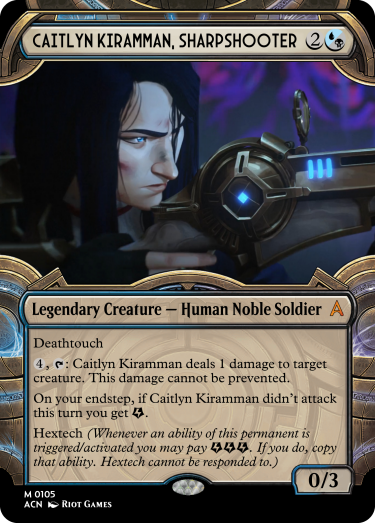 CAITLYN KIRAMMAN, SHARPSHOOTER 2
Legendary Creature — Human Noble Soldier
Deathtouch
4, : Caitlyn Kiramman deals 1 damage to target
creature. This damage cannot be prevented.
On your endstep, if Caitlyn Kiramman didn't attack
this turn you get .
Hextech (Whenever an ability of this permanent is
triggered/activated you may pay . If you do, copy
that ability. Hextech cannot be responded to.)
0/3
M 0105
ACN RIOT GAMES